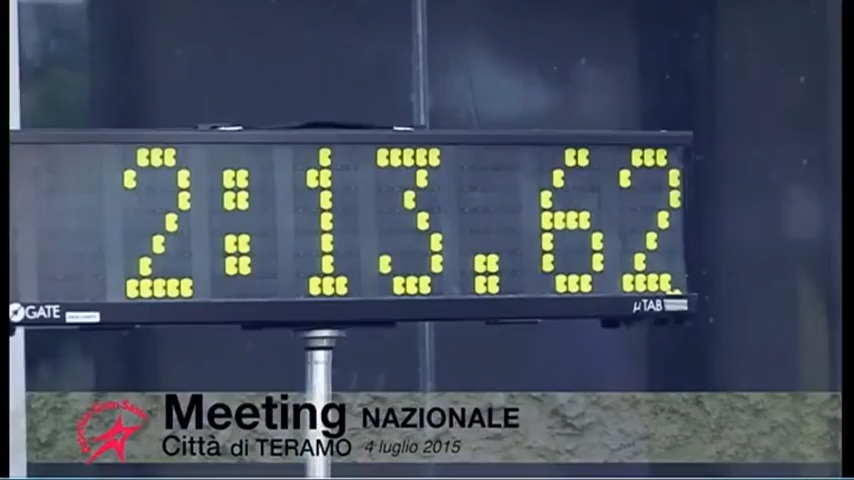 2:13.62
GATE
µTAB
Meeting NAZIONALE
Città di TERAMO 4 luglio 2015